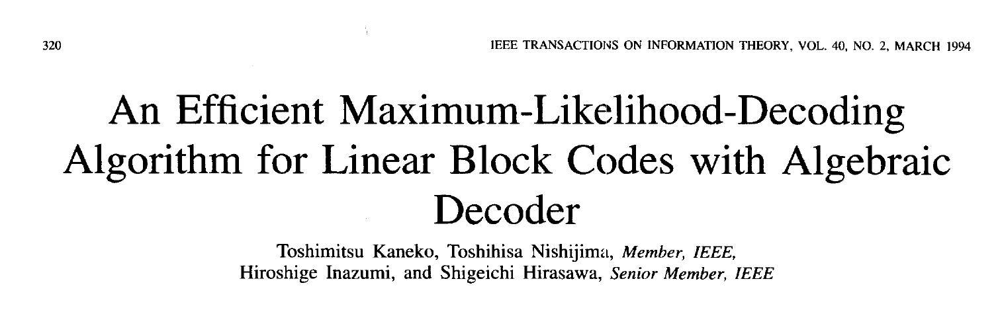 320
IEEE TRANSACTIONS ON INFORMATION THEORY, VOL. 40, NO. 2, MARCH 1994
An Efficient Maximum-Likelihood-Decoding
Algorithm for Linear Block Codes with Algebraic
Decoder
Toshimitsu Kaneko, Toshihisa Nishijima, Member, IEEE,
Hiroshige Inazumi, and Shigeichi Hirasawa, Senior Member, IEEE